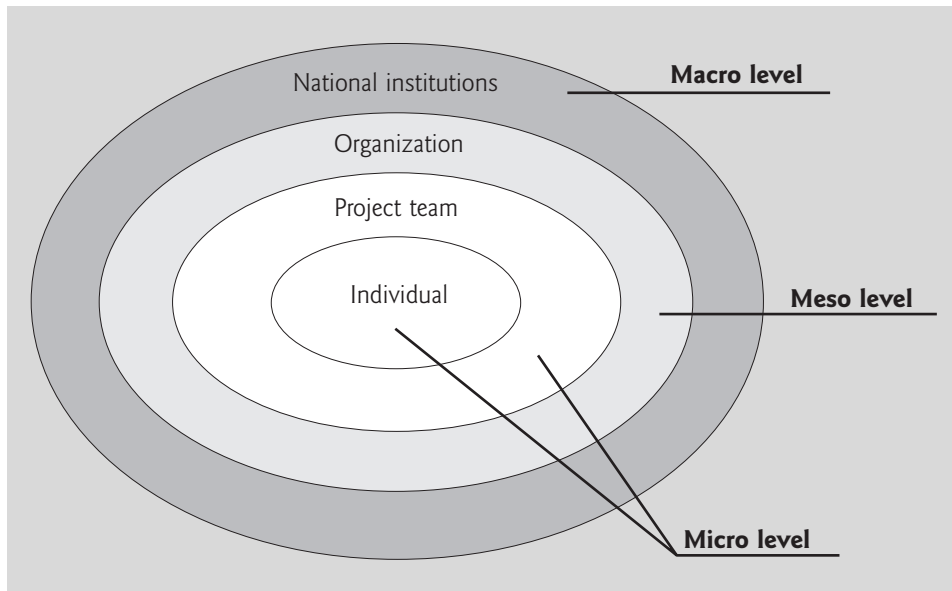 National institutions
Macro level
Organization
Project team
Individual
Meso level
Micro level